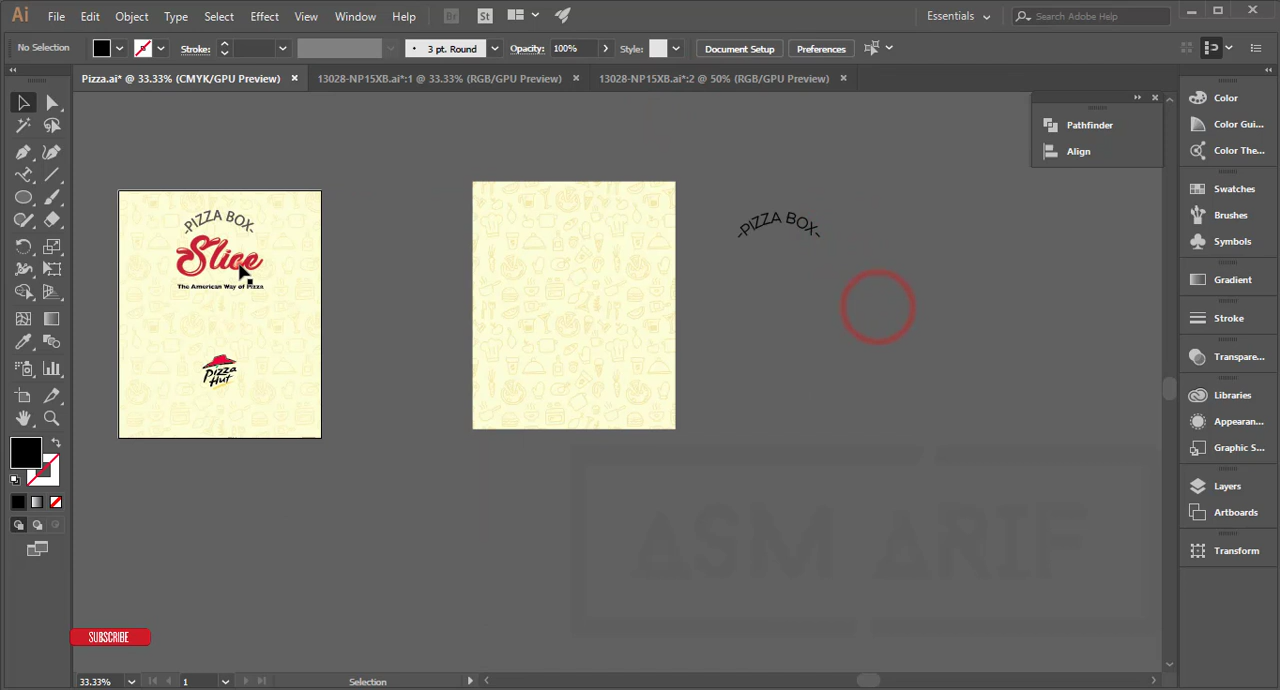 Ai File Edit Object Type Select Effect View Window Help Br St Essentials Search Adobe Help
No Selection Stroke: 3 pt. Round Opacity: 100% Style: Document Setup Preferences
Pizza.ai* @ 33.33% (CMYK/GPU Preview) 13028-NP15XB.ai*:1 @ 33.33% (RGB/GPU Preview) 13028-NP15XB.ai*:2 @ 50% (RGB/GPU Preview)
Pathfinder
Align
Color
Color Gui...
Color The...
Swatches
Brushes
Symbols
Gradient
Stroke
Transpare...
Libraries
Appearan...
Graphic S...
Layers
Artboards
Transform
-PIZZA BOX-
Slice
The American Way of Pizza
Pizza
Hut
-PIZZA BOX-
ASM ARIF
SUBSCRIBE
33.33% 1 Selection